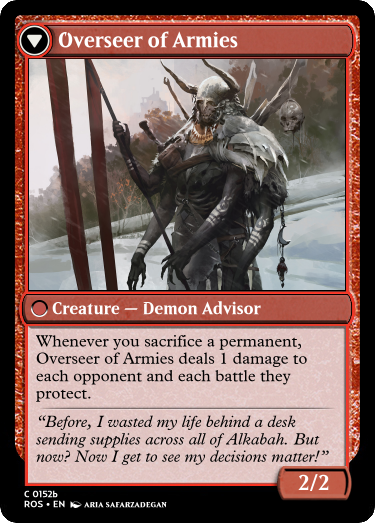 Overseer of Armies
Creature — Demon Advisor
Whenever you sacrifice a permanent,
Overseer of Armies deals 1 damage to
each opponent and each battle they
protect.
“Before, I wasted my life behind a desk
sending supplies across all of Alkabah. But
now? Now I get to see my decisions matter!”
2/2
C 0152b
ROS • EN ARIA SAFARZADEGAN